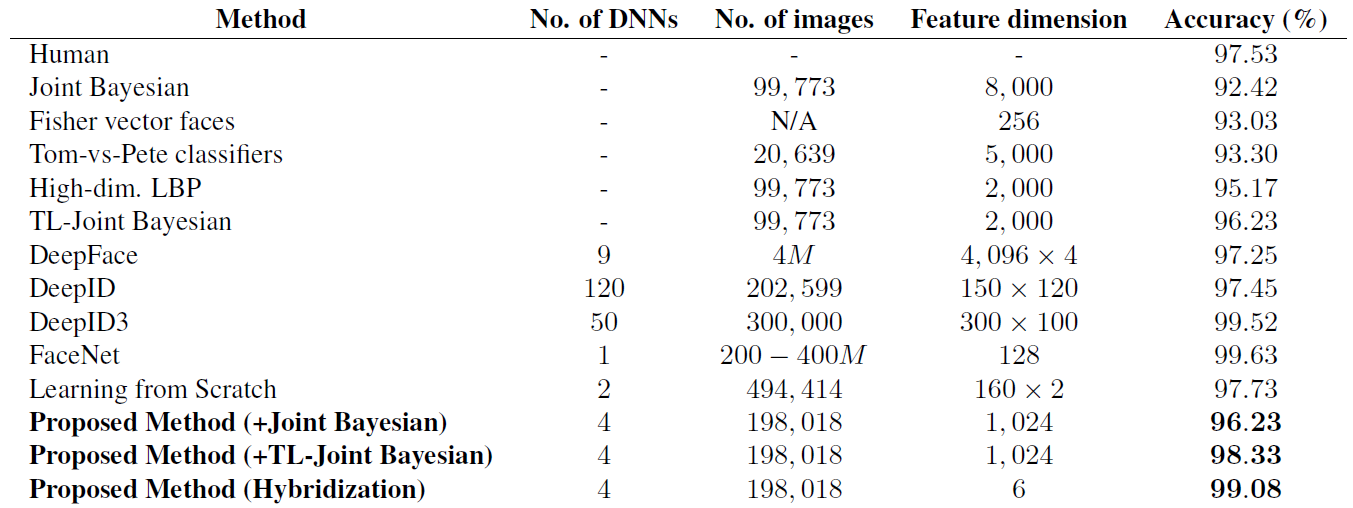 Method No. of DNNs No. of images Feature dimension Accuracy (%)
Human - - - 97.53
Joint Bayesian - 99,773 8,000 92.42
Fisher vector faces - N/A 256 93.03
Tom-vs-Pete classifiers - 20,639 5,000 93.30
High-dim. LBP - 99,773 2,000 95.17
TL-Joint Bayesian - 99,773 2,000 96.23
DeepFace 9 4M 4,096 × 4 97.25
DeepID 120 202,599 150 × 120 97.45
DeepID3 50 300,000 300 × 100 99.52
FaceNet 1 200 − 400M 128 99.63
Learning from Scratch 2 494,414 160 × 2 97.73
Proposed Method (+Joint Bayesian) 4 198,018 1,024 96.23
Proposed Method (+TL-Joint Bayesian) 4 198,018 1,024 98.33
Proposed Method (Hybridization) 4 198,018 6 99.08